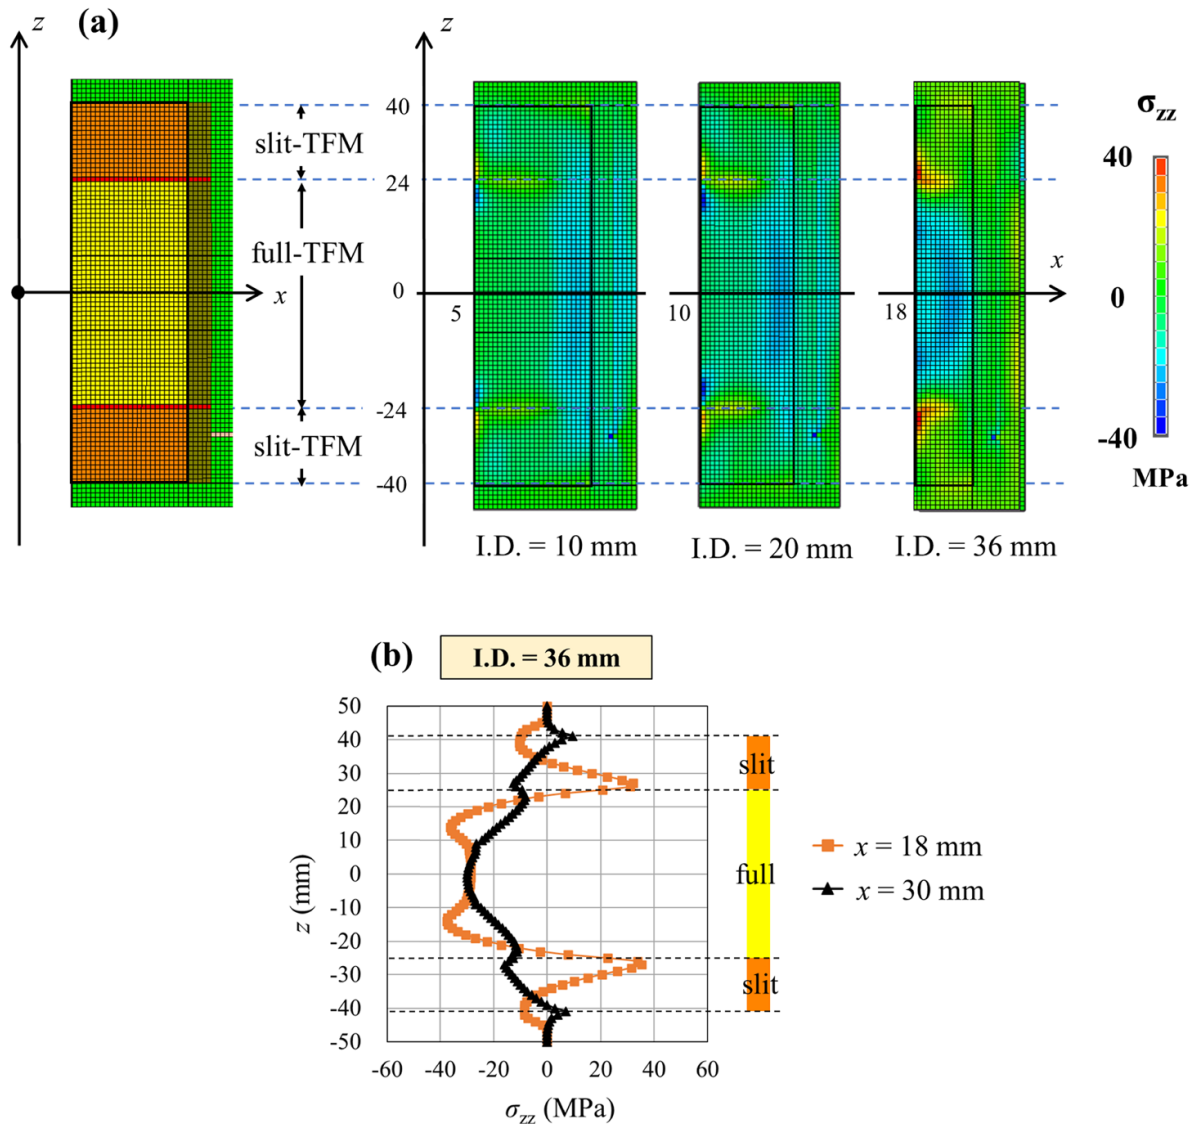 (a)
z
z
slit-TFM
full-TFM
slit-TFM
x
40
24
0
-24
-40
5
10
18
x
I.D. = 10 mm
I.D. = 20 mm
I.D. = 36 mm
σzz
40
0
-40
MPa
(b)
I.D. = 36 mm
50
40
30
20
10
0
-10
-20
-30
-40
-50
z (mm)
-60 -40 -20 0 20 40 60
σzz (MPa)
slit
full
slit
x = 18 mm
x = 30 mm